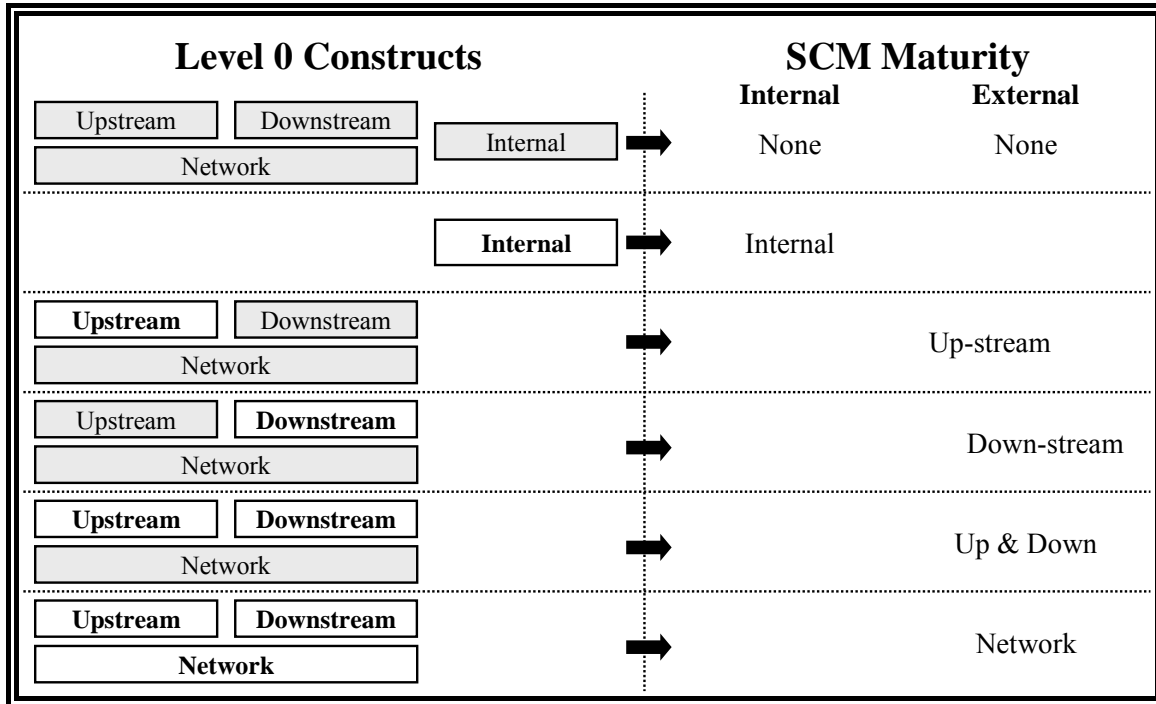 Level 0 Constructs SCM Maturity
Internal External
Upstream Downstream
Internal None None
Network
Internal Internal
Upstream Downstream
Up-stream
Network
Upstream Downstream
Down-stream
Network
Upstream Downstream
Up & Down
Network
Upstream Downstream
Network
Network